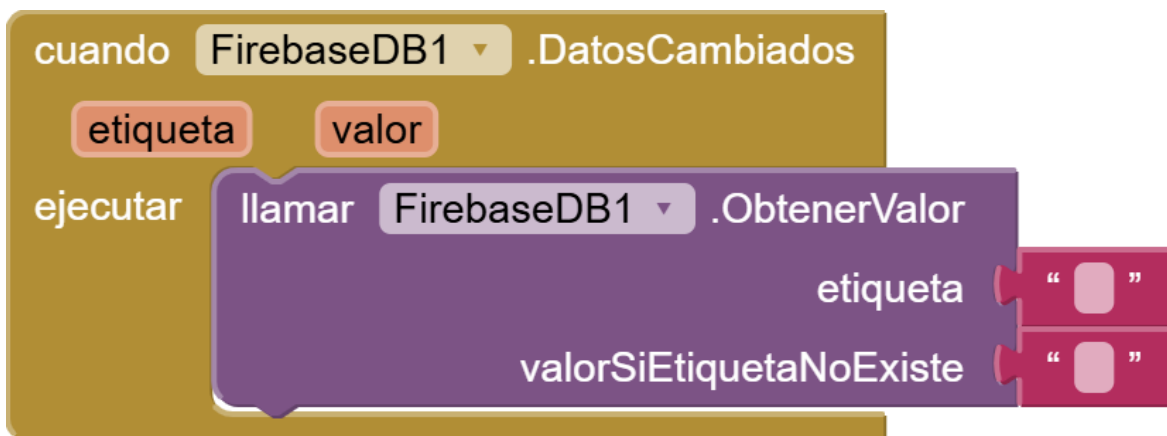 cuando FirebaseDB1 .DatosCambiados
etiqueta valor
ejecutar llamar FirebaseDB1 .ObtenerValor
etiqueta “ ”
valorSiEtiquetaNoExiste “ ”